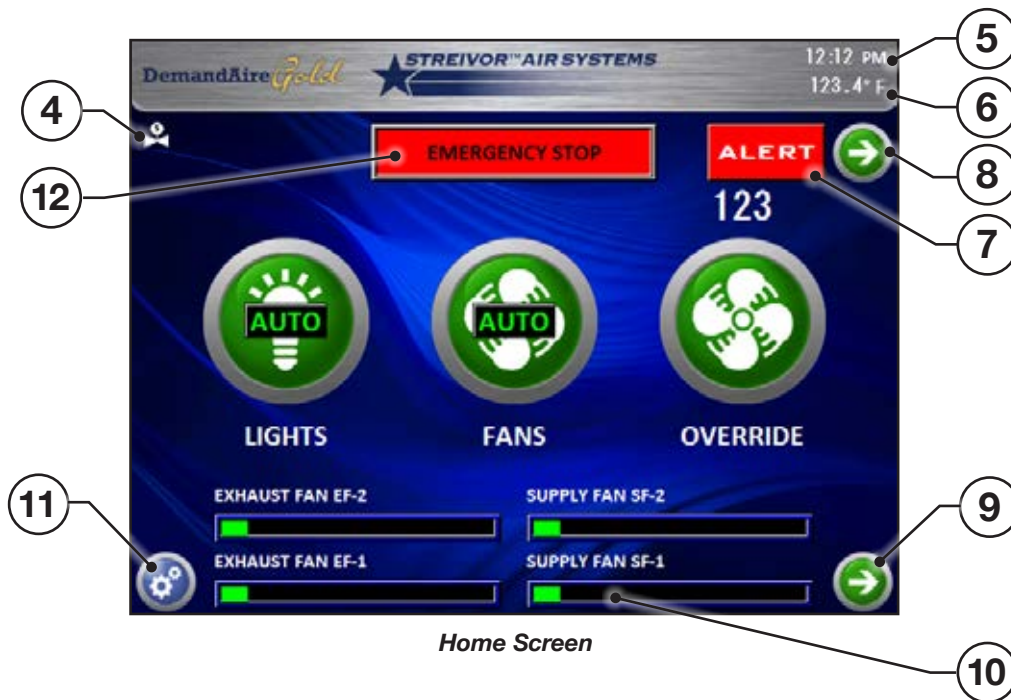 5
DemandAire Gold
STREIVOR™ AIR SYSTEMS
12:12 PM
123.4° F
6
4
EMERGENCY STOP
ALERT
8
12
123
7
AUTO
AUTO
LIGHTS
FANS
OVERRIDE
11
EXHAUST FAN EF-2
SUPPLY FAN SF-2
9
EXHAUST FAN EF-1
SUPPLY FAN SF-1
Home Screen
10